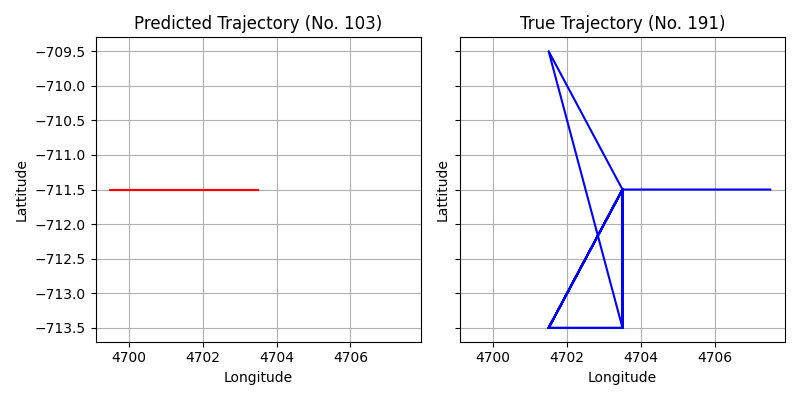 Predicted Trajectory (No. 103)
True Trajectory (No. 191)
−709.5
−710.0
−710.5
−711.0
−711.5
−712.0
−712.5
−713.0
−713.5
Lattitude
Lattitude
4700 4702 4704 4706
4700 4702 4704 4706
Longitude
Longitude